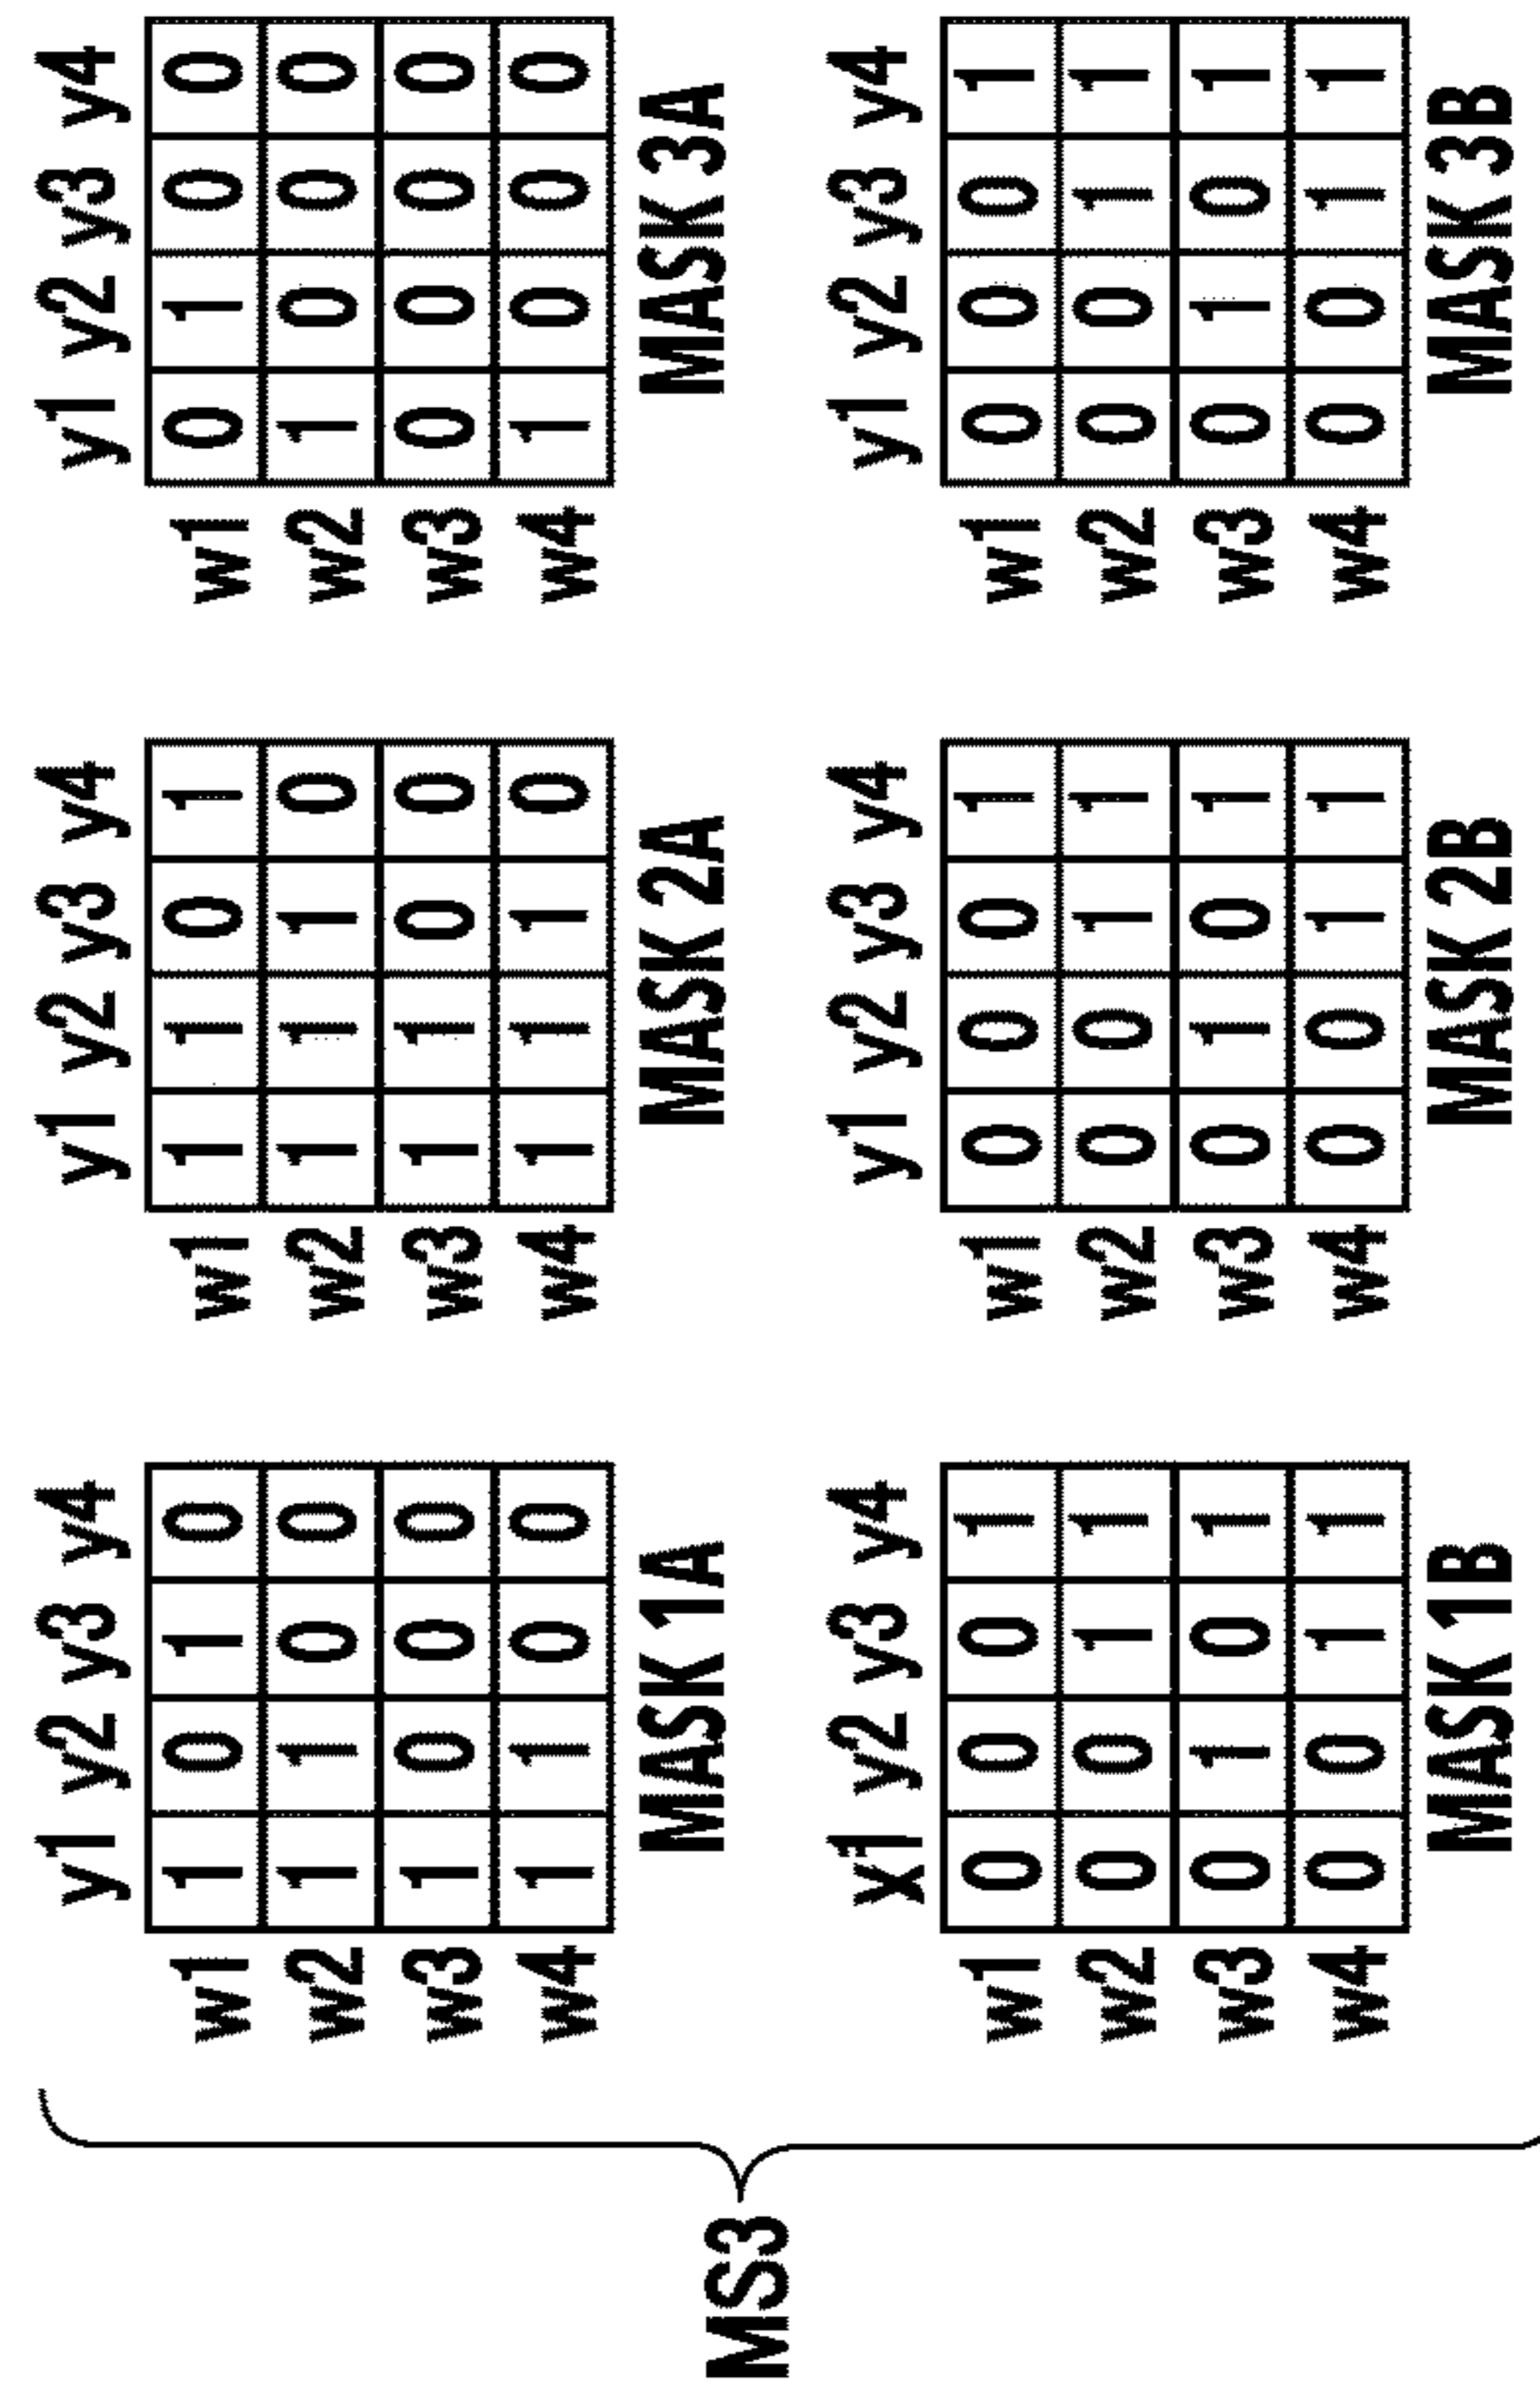 MS3
y1 y2 y3 y4
w1 1 0 1 0
w2 1 1 0 0
w3 1 0 0 0
w4 1 1 0 0
MASK 1A
y1 y2 y3 y4
w1 1 1 0 1
w2 1 1 1 0
w3 1 1 0 0
w4 1 1 1 0
MASK 2A
y1 y2 y3 y4
w1 0 1 0 0
w2 1 0 0 0
w3 0 0 0 0
w4 1 0 0 0
MASK 3A
x1 y2 y3 y4
w1 0 0 0 1
w2 0 0 1 1
w3 0 1 0 1
w4 0 0 1 1
MASK 1B
y1 y2 y3 y4
w1 0 0 0 1
w2 0 0 1 1
w3 0 1 0 1
w4 0 0 1 1
MASK 2B
y1 y2 y3 y4
w1 0 0 0 1
w2 0 0 1 1
w3 0 1 0 1
w4 0 0 1 1
MASK 3B